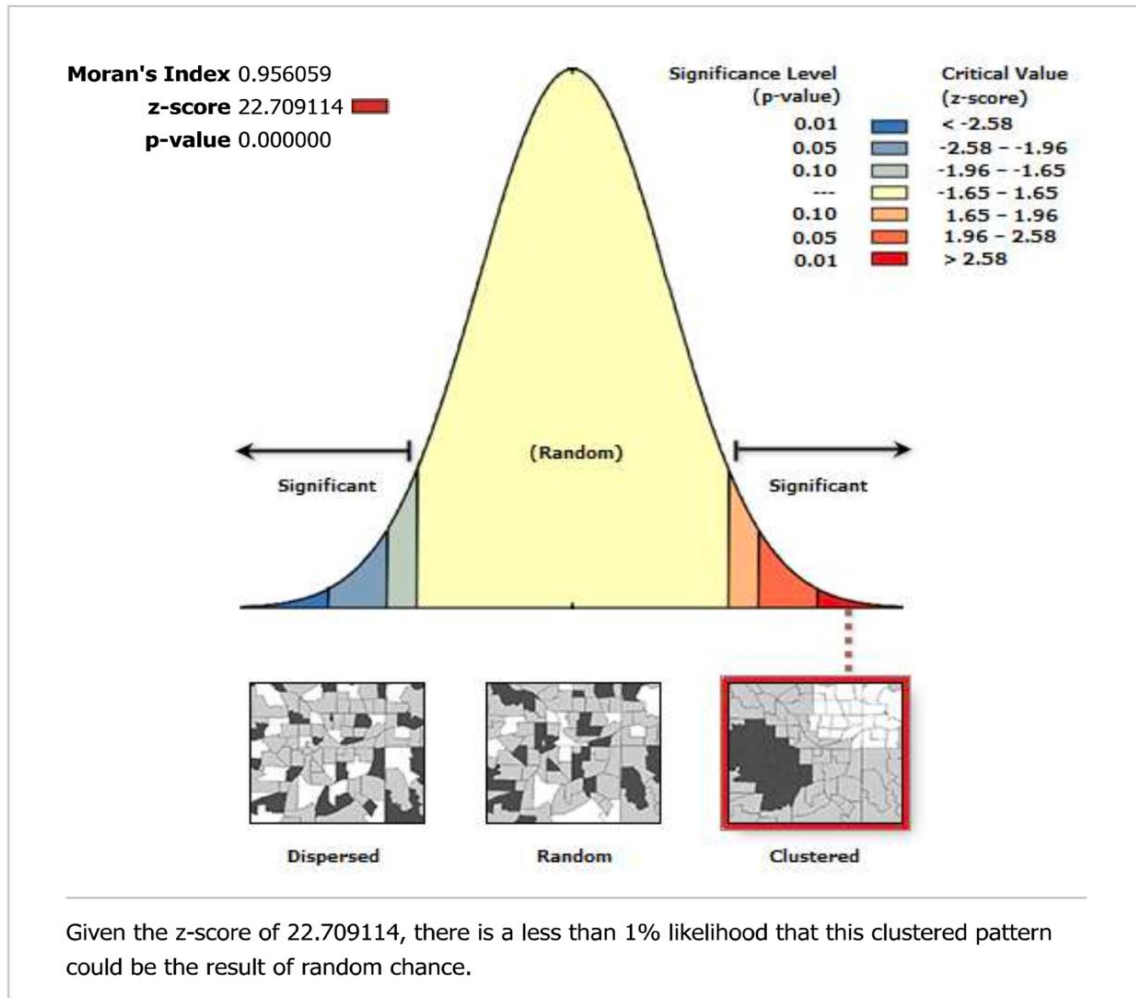 Moran's Index 0.956059
z-score 22.709114
p-value 0.000000
Significance Level
(p-value)
Critical Value
(z-score)
0.01 < -2.58
0.05 -2.58 – -1.96
0.10 -1.96 – -1.65
--- -1.65 – 1.65
0.10 1.65 – 1.96
0.05 1.96 – 2.58
0.01 > 2.58
(Random)
Significant
Significant
Dispersed
Random
Clustered
Given the z-score of 22.709114, there is a less than 1% likelihood that this clustered pattern
could be the result of random chance.